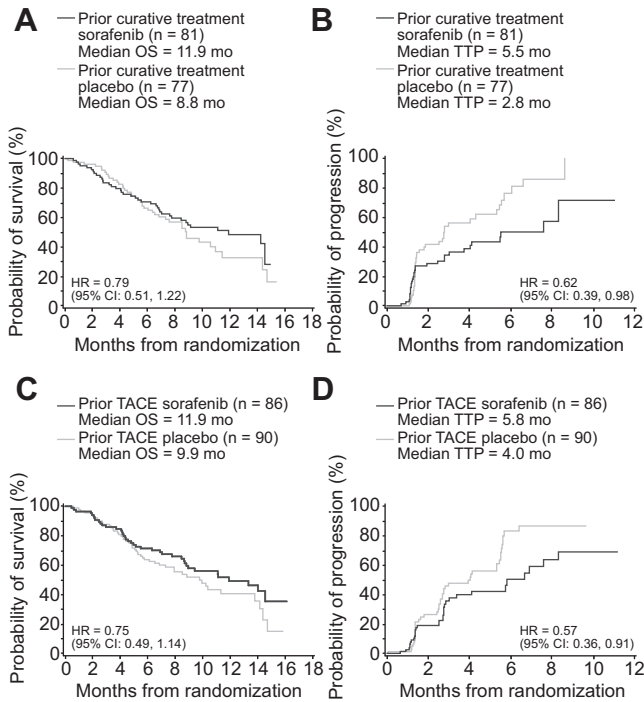 A
Prior curative treatment
sorafenib (n = 81)
Median OS = 11.9 mo
Prior curative treatment
placebo (n = 77)
Median OS = 8.8 mo
Probability of survival (%)
100
80
60
40
20
0
HR = 0.79
(95% CI: 0.51, 1.22)
0 2 4 6 8 10 12 14 16 18
Months from randomization
B
Prior curative treatment
sorafenib (n = 81)
Median TTP = 5.5 mo
Prior curative treatment
placebo (n = 77)
Median TTP = 2.8 mo
Probability of progression (%)
100
80
60
40
20
0
HR = 0.62
(95% CI: 0.39, 0.98)
0 2 4 6 8 10 12
Months from randomization
C
Prior TACE sorafenib (n = 86)
Median OS = 11.9 mo
Prior TACE placebo (n = 90)
Median OS = 9.9 mo
Probability of survival (%)
100
80
60
40
20
0
HR = 0.75
(95% CI: 0.49, 1.14)
0 2 4 6 8 10 12 14 16 18
Months from randomization
D
Prior TACE sorafenib (n = 86)
Median TTP = 5.8 mo
Prior TACE placebo (n = 90)
Median TTP = 4.0 mo
Probability of progression (%)
100
80
60
40
20
0
HR = 0.57
(95% CI: 0.36, 0.91)
0 2 4 6 8 10 12
Months from randomization